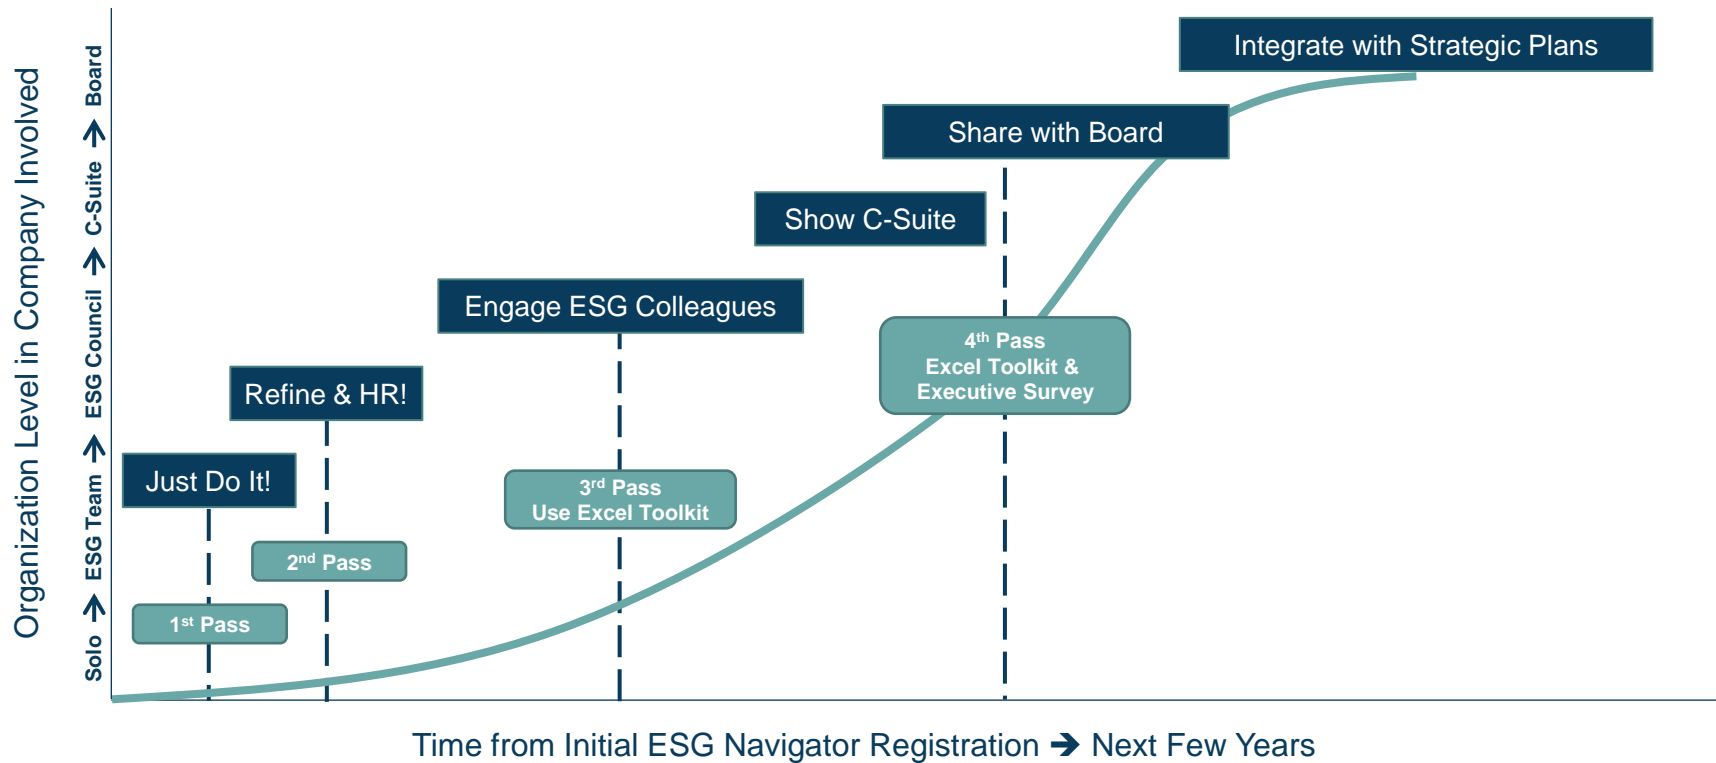 Integrate with Strategic Plans
Share with Board
Show C-Suite
Engage ESG Colleagues
Refine & HR!
Just Do It!
1st Pass
2nd Pass
3rd Pass
Use Excel Toolkit
4th Pass
Excel Toolkit &
Executive Survey
Organization Level in Company Involved
Solo → ESG Team → ESG Council → C-Suite → Board
Time from Initial ESG Navigator Registration → Next Few Years